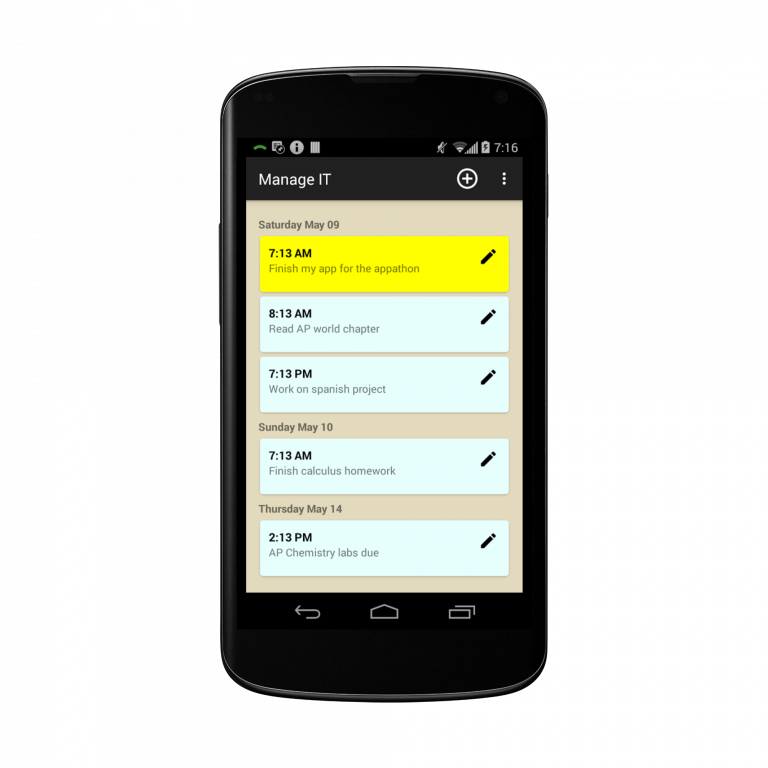 7:16
Manage IT
Saturday May 09
7:13 AM
Finish my app for the appathon
8:13 AM
Read AP world chapter
7:13 PM
Work on spanish project
Sunday May 10
7:13 AM
Finish calculus homework
Thursday May 14
2:13 PM
AP Chemistry labs due